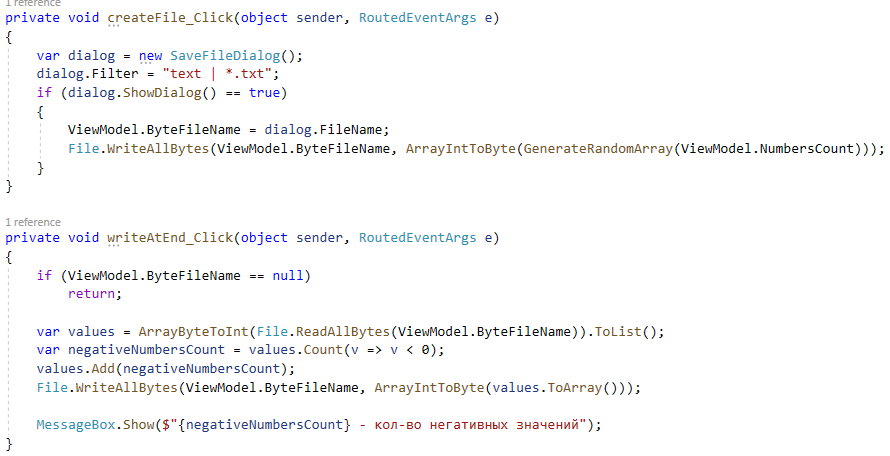 1 reference
private void createFile_Click(object sender, RoutedEventArgs e)
{
    var dialog = new SaveFileDialog();
    dialog.Filter = "text | *.txt";
    if (dialog.ShowDialog() == true)
    {
        ViewModel.ByteFileName = dialog.FileName;
        File.WriteAllBytes(ViewModel.ByteFileName, ArrayIntToByte(GenerateRandomArray(ViewModel.NumbersCount)));
    }
}
1 reference
private void writeAtEnd_Click(object sender, RoutedEventArgs e)
{
    if (ViewModel.ByteFileName == null)
        return;
    var values = ArrayByteToInt(File.ReadAllBytes(ViewModel.ByteFileName)).ToList();
    var negativeNumbersCount = values.Count(v => v < 0);
    values.Add(negativeNumbersCount);
    File.WriteAllBytes(ViewModel.ByteFileName, ArrayIntToByte(values.ToArray()));
    MessageBox.Show($"{negativeNumbersCount} - кол-во негативных значений");
}